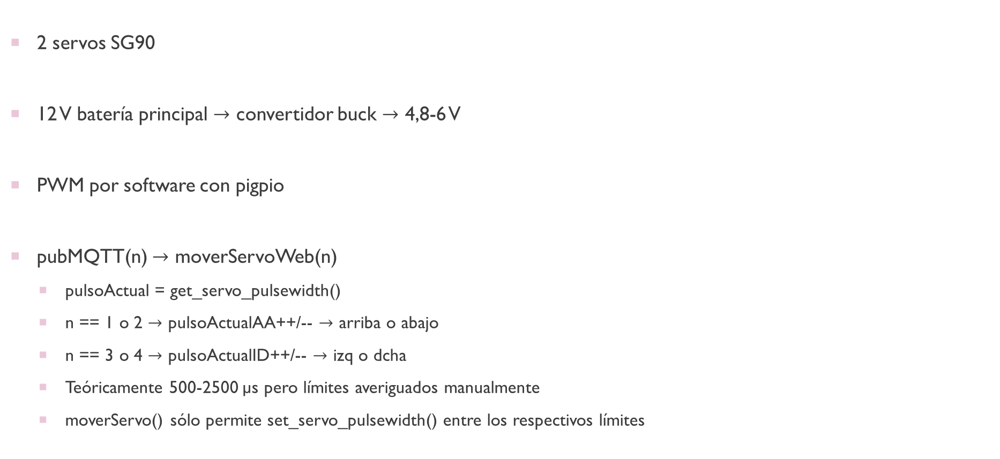 2 servos SG90
12V batería principal → convertidor buck → 4,8-6V
PWM por software con pigpio
pubMQTT(n) → moverServoWeb(n)
pulsoActual = get_servo_pulsewidth()
n == 1 o 2 → pulsoActualAA++/-- → arriba o abajo
n == 3 o 4 → pulsoActualID++/-- → izq o dcha
Teóricamente 500-2500 µs pero límites averiguados manualmente
moverServo() sólo permite set_servo_pulsewidth() entre los respectivos límites